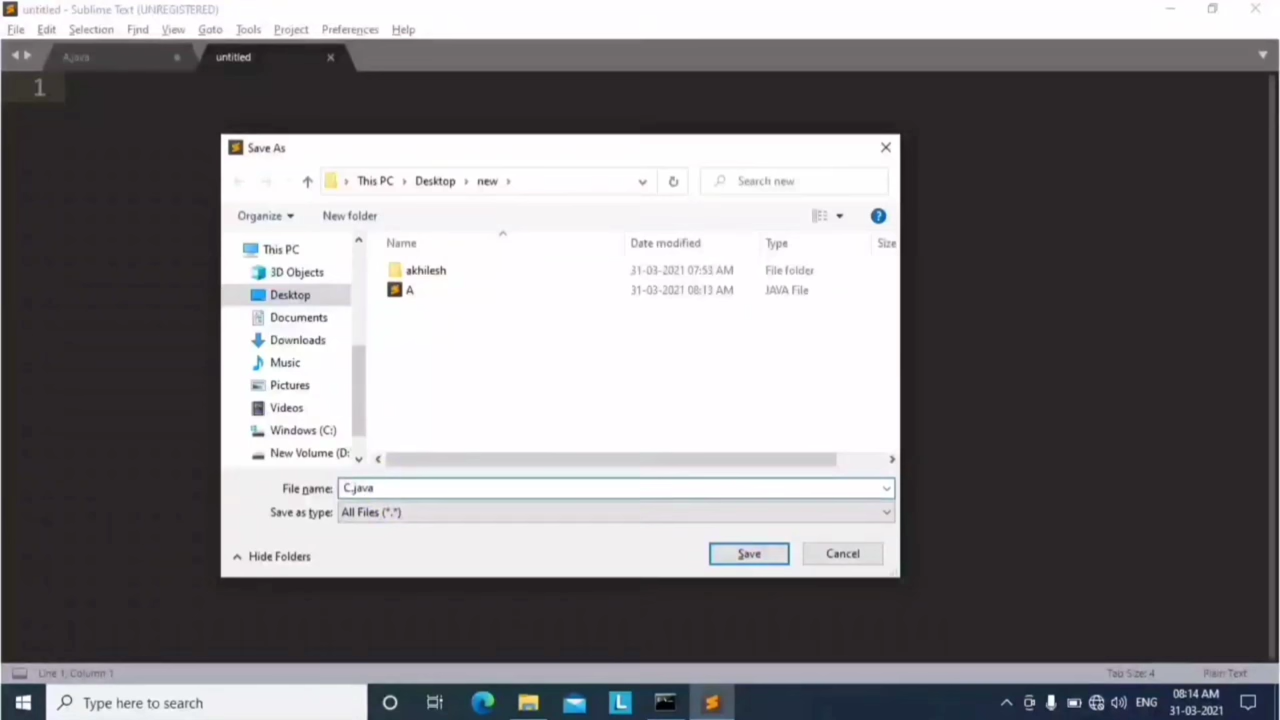 untitled - Sublime Text (UNREGISTERED)
File Edit Selection Find View Goto Tools Project Preferences Help
A.java untitled
1
Save As
This PC Desktop new Search new
Organize New folder
Name Date modified Type Size
akhilesh 31-03-2021 07:53 AM File folder
A 31-03-2021 08:13 AM JAVA File
This PC
3D Objects
Desktop
Documents
Downloads
Music
Pictures
Videos
Windows (C:)
New Volume (D:
File name: C.java
Save as type: All Files (*.*)
Hide Folders Save Cancel
Line 1, Column 1 Tab Size: 4 Plain Text
Type here to search ENG 08:14 AM
31-03-2021